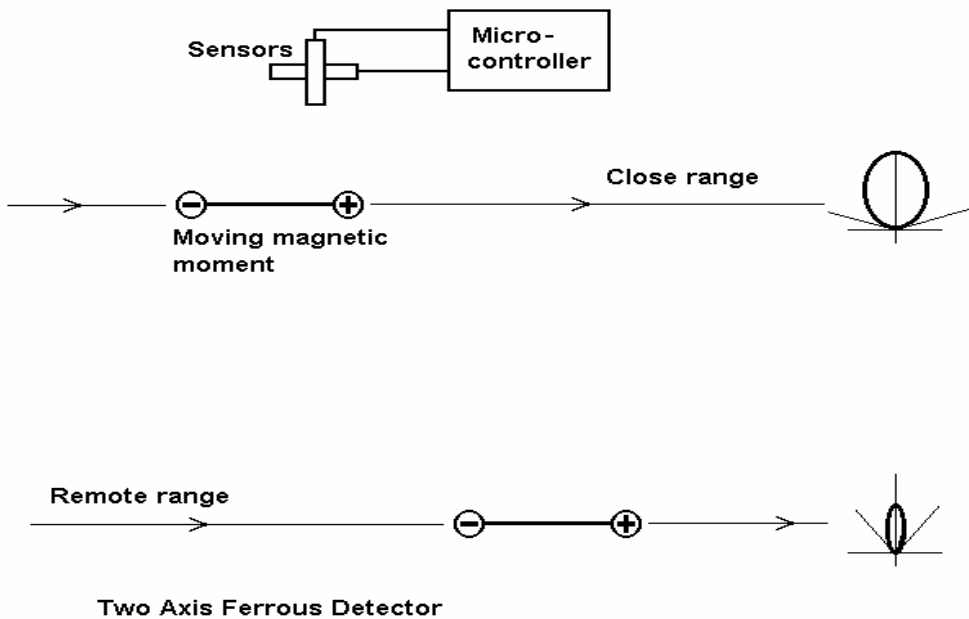 Sensors
Micro-
controller
Close range
Moving magnetic
moment
Remote range
Two Axis Ferrous Detector